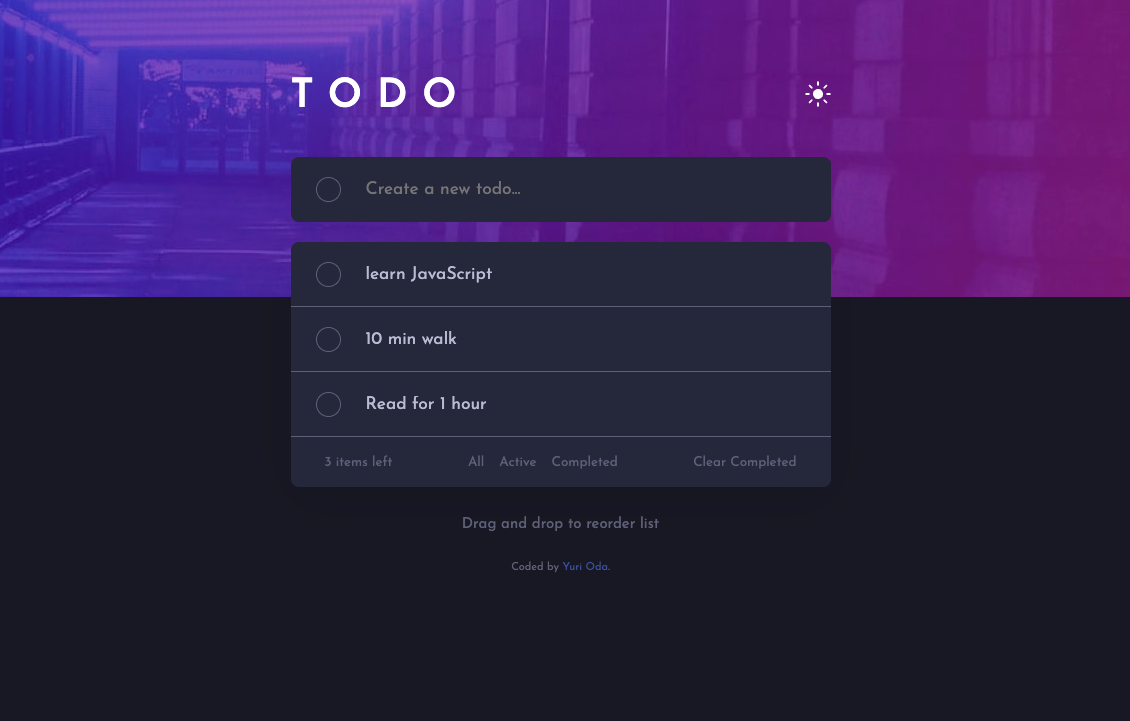 TODO
Create a new todo...
learn JavaScript
10 min walk
Read for 1 hour
3 items left All Active Completed Clear Completed
Drag and drop to reorder list
Coded by Yuri Oda.